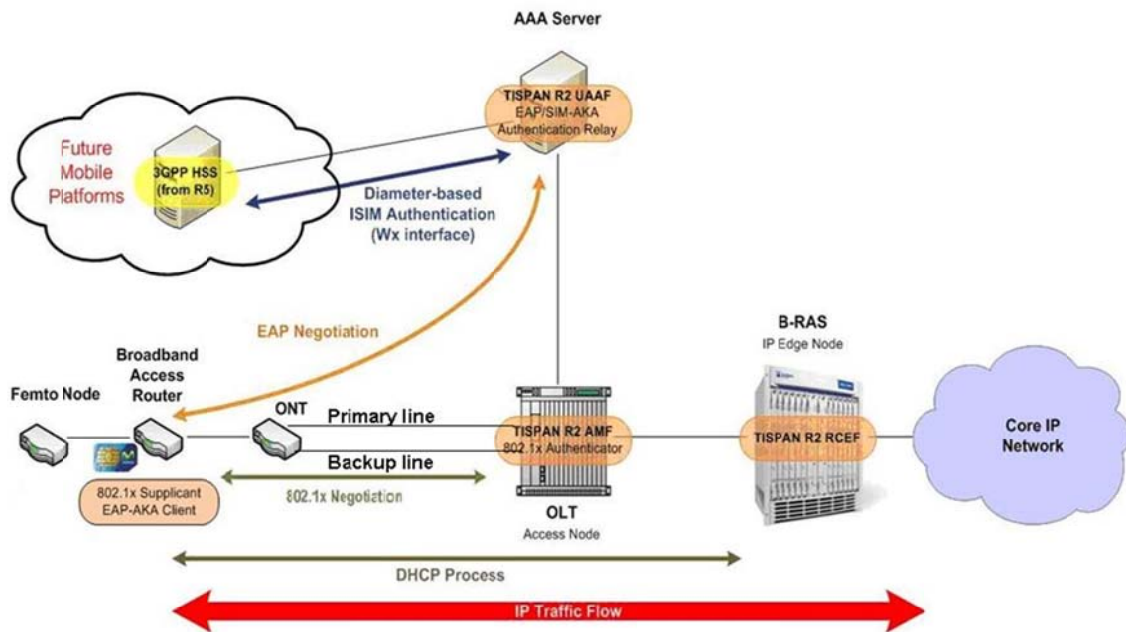 AAA Server
TISPAN R2 UAAF
EAP/SIM-AKA
Authentication Relay
Future
Mobile
Platforms
3GPP HSS
(from R5)
Diameter-based
ISIM Authentication
(Wx interface)
EAP Negotiation
B-RAS
IP Edge Node
Broadband
Access
Router
Femto Node
ONT
Primary line
TISPAN R2 AMF
802.1x Authenticator
TISPAN R2 RCEF
Core IP
Network
Backup line
802.1x Negotiation
802.1x Supplicant
EAP-AKA Client
OLT
Access Node
DHCP Process
IP Traffic Flow